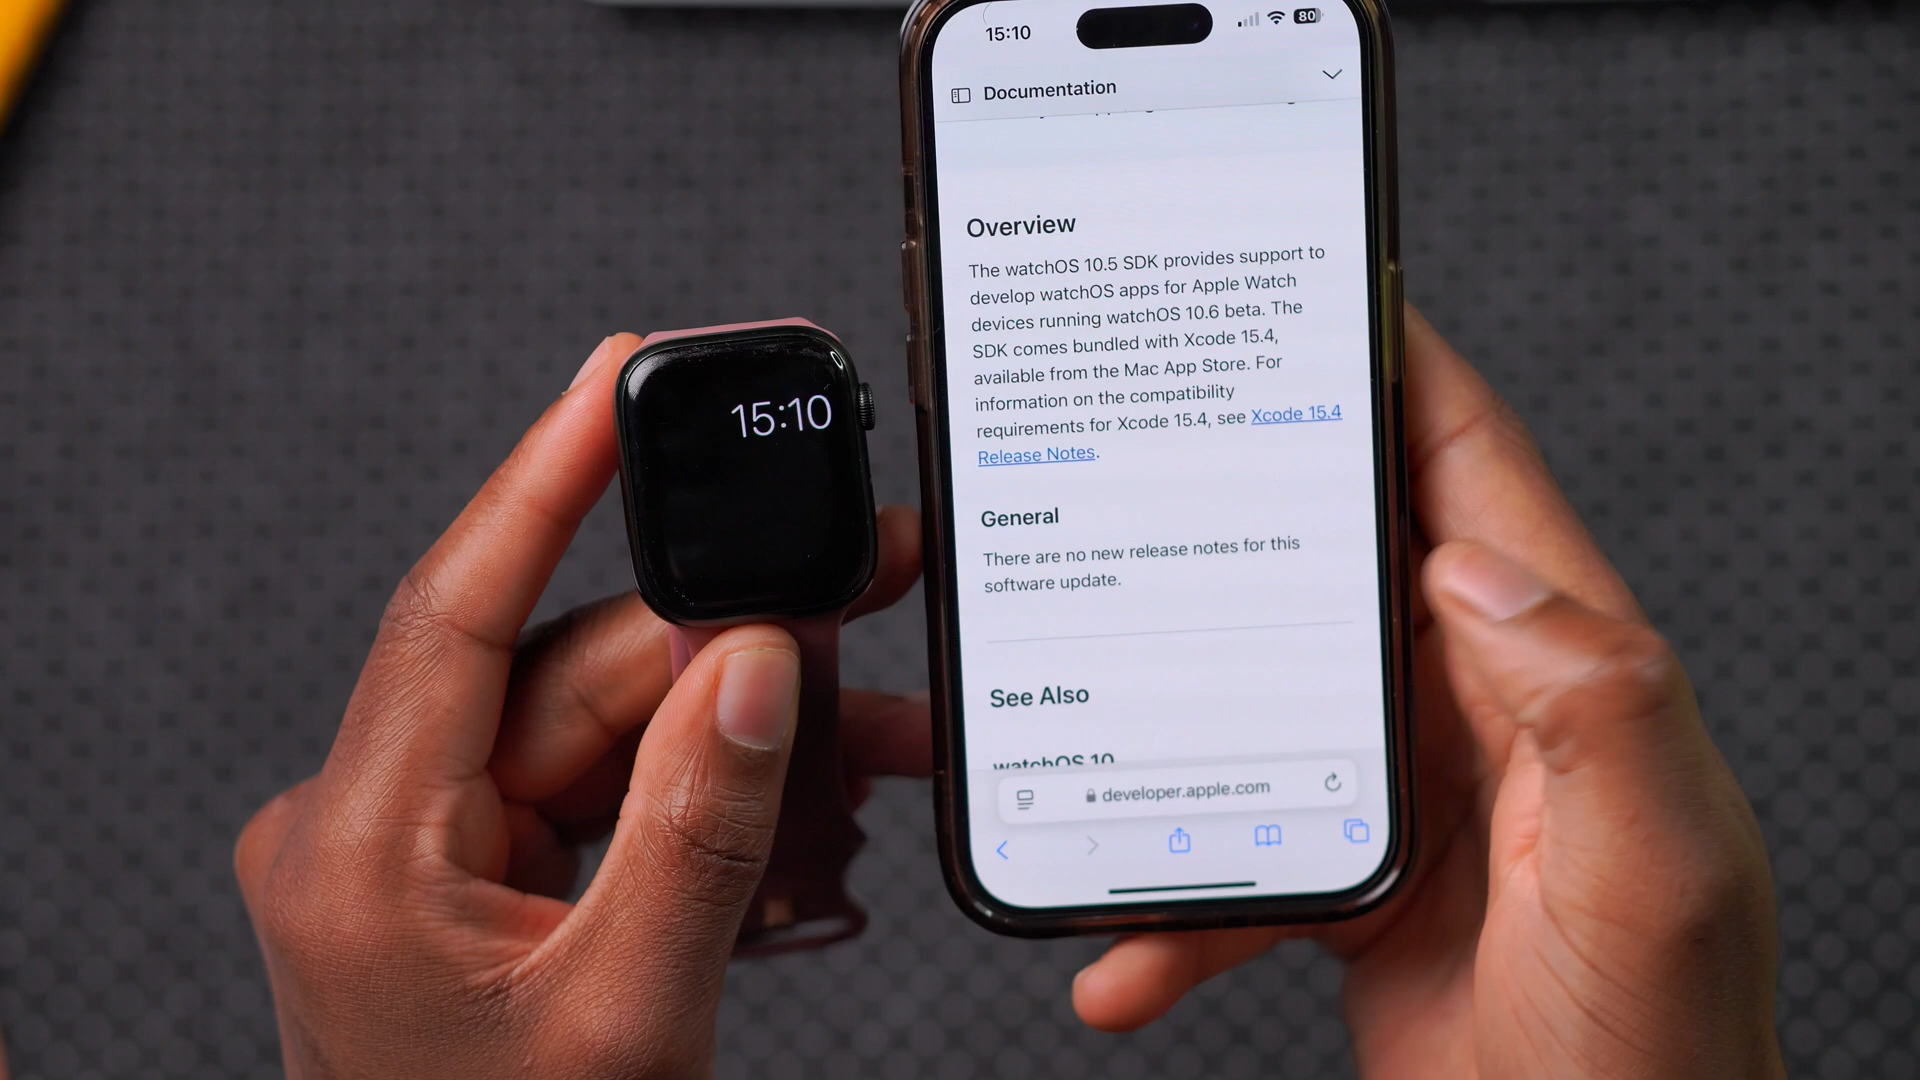 15:10
80
Documentation
Overview
The watchOS 10.5 SDK provides support to
develop watchOS apps for Apple Watch
devices running watchOS 10.6 beta. The
SDK comes bundled with Xcode 15.4,
available from the Mac App Store. For
information on the compatibility
requirements for Xcode 15.4, see Xcode 15.4
Release Notes.
General
There are no new release notes for this
software update.
See Also
watchOS 10
developer.apple.com
15:10